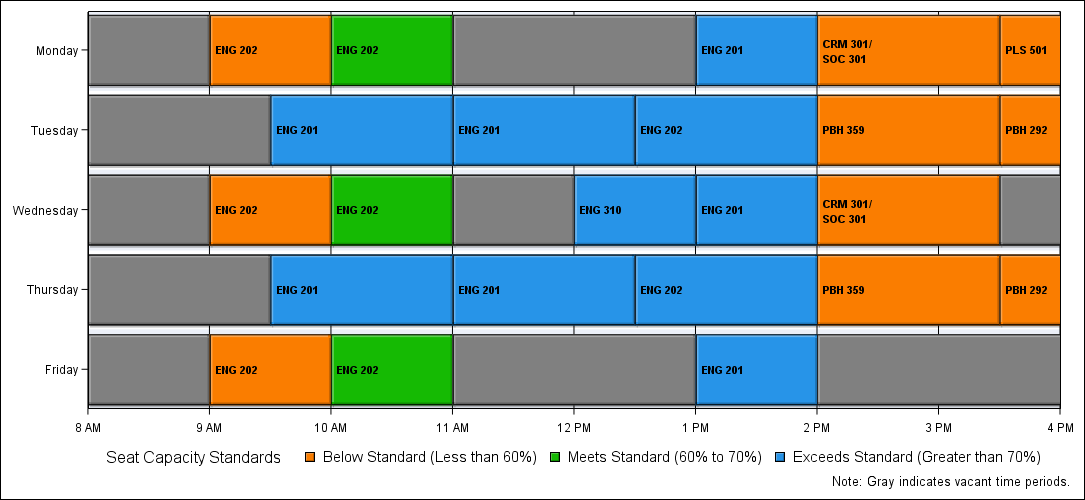 Monday
ENG 202
ENG 202
ENG 201
CRM 301/
SOC 301
PLS 501
Tuesday
ENG 201
ENG 201
ENG 202
PBH 359
PBH 292
Wednesday
ENG 202
ENG 202
ENG 310
ENG 201
CRM 301/
SOC 301
Thursday
ENG 201
ENG 201
ENG 202
PBH 359
PBH 292
Friday
ENG 202
ENG 202
ENG 201
8 AM 9 AM 10 AM 11 AM 12 PM 1 PM 2 PM 3 PM 4 PM
Seat Capacity Standards Below Standard (Less than 60%) Meets Standard (60% to 70%) Exceeds Standard (Greater than 70%)
Note: Gray indicates vacant time periods.